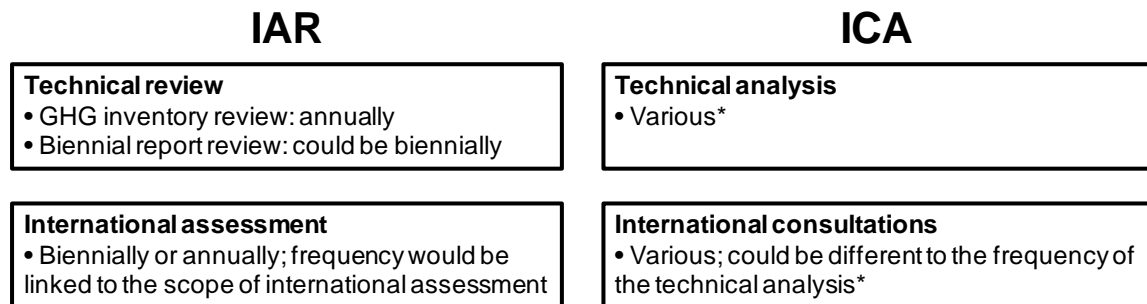 IAR
Technical review
• GHG inventory review: annually
• Biennial report review: could be biennially
International assessment
• Biennially or annually; frequency would be
linked to the scope of international assessment
ICA
Technical analysis
• Various*
International consultations
• Various; could be different to the frequency of
the technical analysis*